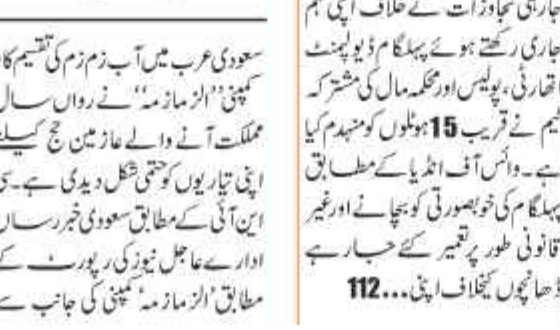 جارہی تجاوزات کے خلاف اپنی مہم
جاری رکھتے ہوئے پہلگام ڈیولپمنٹ
اتھارٹی، پولیس اور محکمہ مال کی مشترکہ
ٹیم نے قریب 15 ہوٹلوں کو منہدم کیا
ہے۔ وائس آف انڈیا کے مطابق
پہلگام کی خوبصورتی کو بچانے اور غیر
قانونی طور پر تعمیر کئے جارہے
ڈھانچوں کیخلاف اپنی...112
سعودی عرب میں آب زم زم کی تقسیم کا
کمپنی ''الزمازمہ'' نے رواں سال
مملکت آنے والے عازمین حج کیلئے
اپنی تیاریوں کو حتمی شکل دیدی ہے۔ سی
این آئی کے مطابق سعودی خبر رساں
ادارے عاجل نیوز کی رپورٹ کے
مطابق 'الزمازمہ' کمپنی کی جانب سے